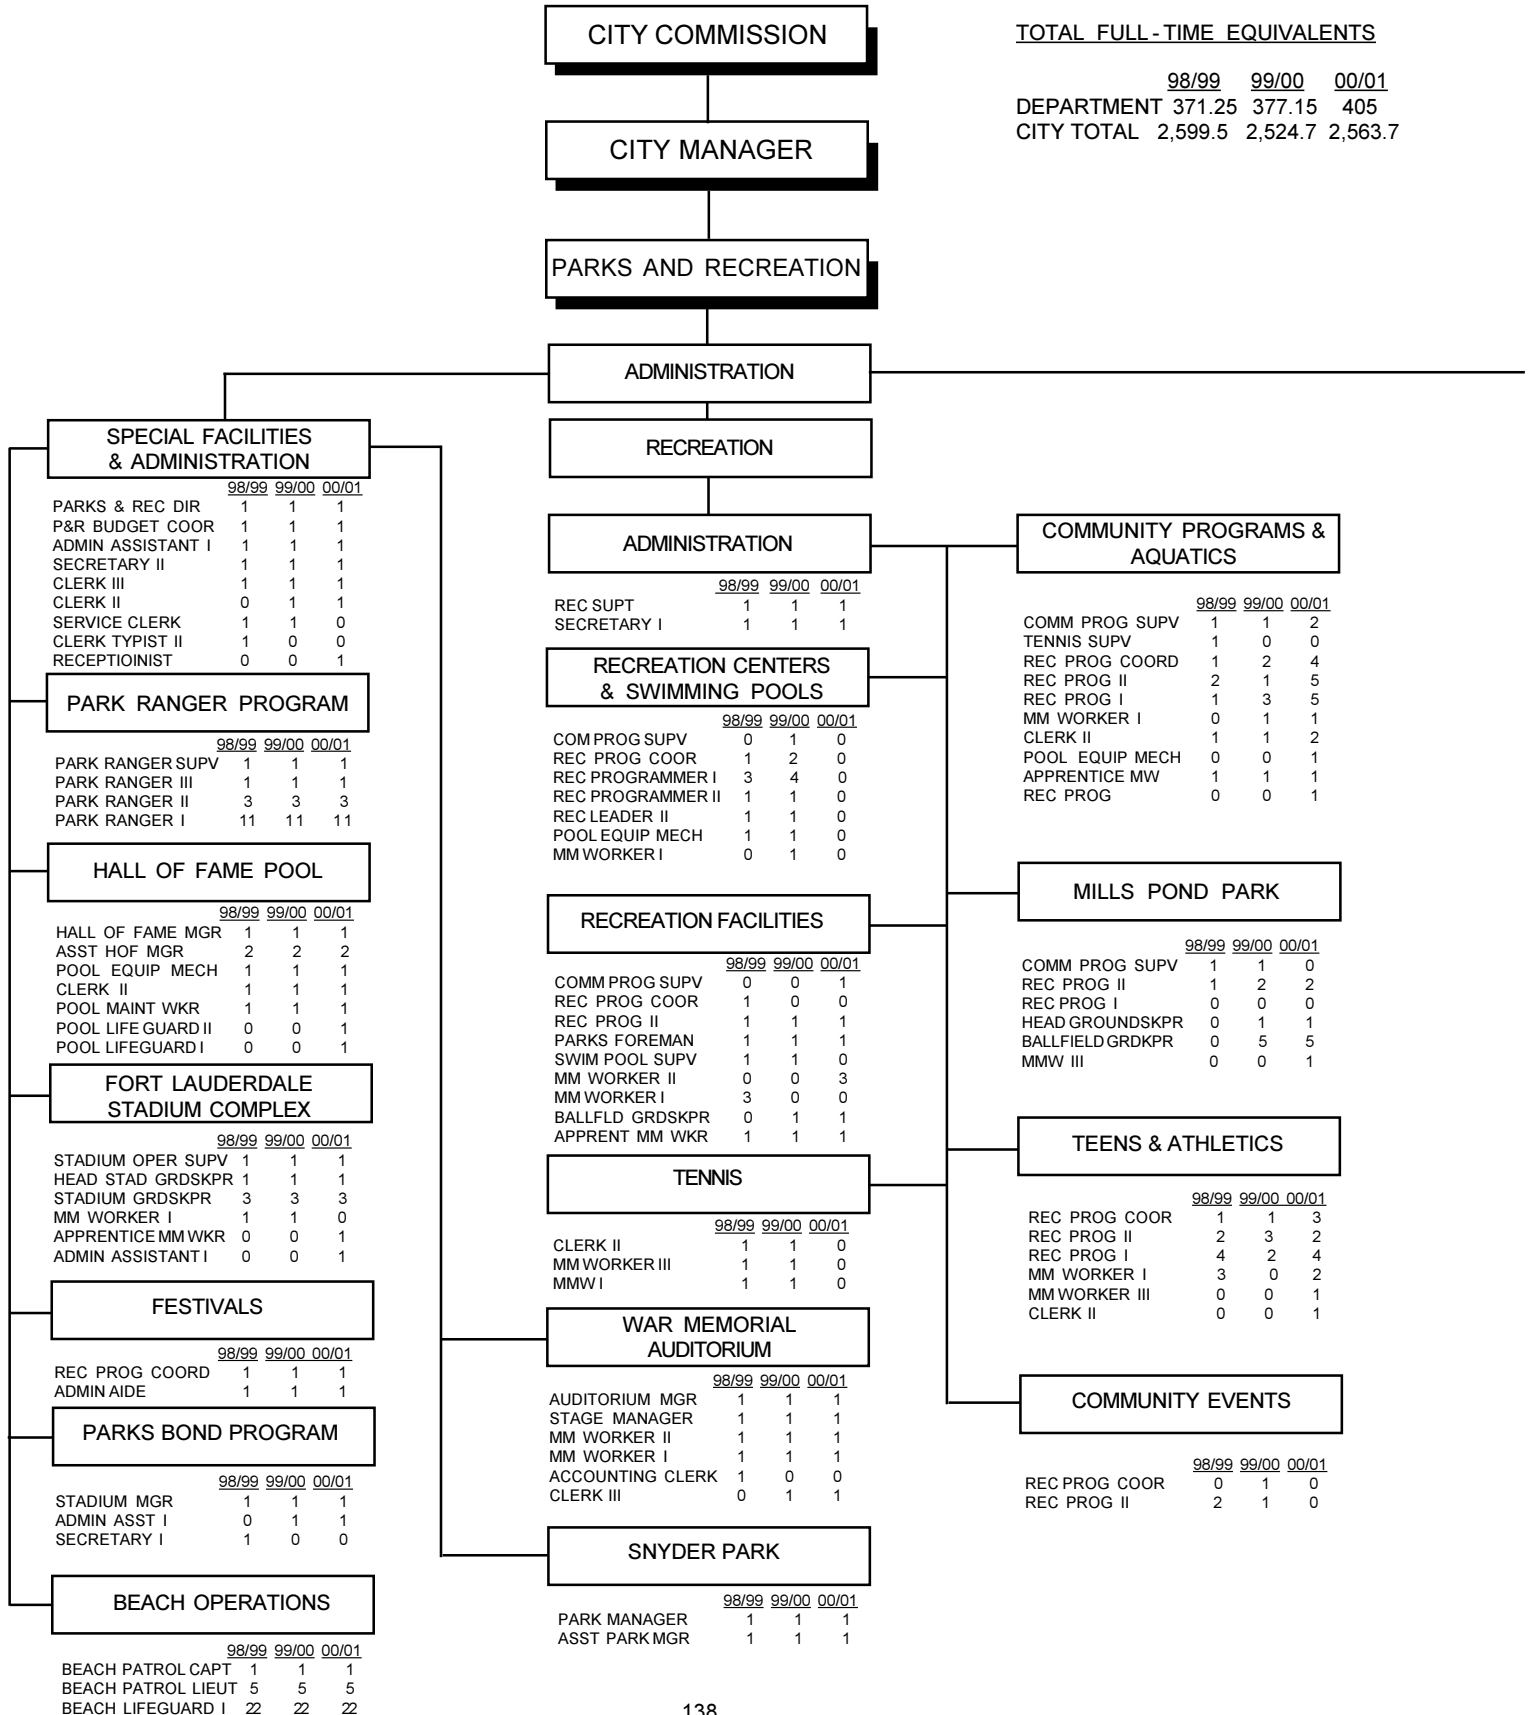 CITY COMMISSION
TOTAL FULL - TIME EQUIVALENTS
98/99 99/00 00/01
DEPARTMENT 371.25 377.15 405
CITY TOTAL 2,599.5 2,524.7 2,563.7
CITY MANAGER
PARKS AND RECREATION
ADMINISTRATION
RECREATION
SPECIAL FACILITIES
& ADMINISTRATION
98/99 99/00 00/01
PARKS & REC DIR 1 1 1
P&R BUDGET COOR 1 1 1
ADMIN ASSISTANT I 1 1 1
SECRETARY II 1 1 1
CLERK III 1 1 1
CLERK II 0 1 1
SERVICE CLERK 1 1 0
CLERK TYPIST II 1 0 0
RECEPTIOINIST 0 0 1
PARK RANGER PROGRAM
98/99 99/00 00/01
PARK RANGER SUPV 1 1 1
PARK RANGER III 1 1 1
PARK RANGER II 3 3 3
PARK RANGER I 11 11 11
HALL OF FAME POOL
98/99 99/00 00/01
HALL OF FAME MGR 1 1 1
ASST HOF MGR 2 2 2
POOL EQUIP MECH 1 1 1
CLERK II 1 1 1
POOL MAINT WKR 1 1 1
POOL LIFE GUARD II 0 0 1
POOL LIFEGUARD I 0 0 1
FORT LAUDERDALE
STADIUM COMPLEX
98/99 99/00 00/01
STADIUM OPER SUPV 1 1 1
HEAD STAD GRDSKPR 1 1 1
STADIUM GRDSKPR 3 3 3
MM WORKER I 1 1 0
APPRENTICE MM WKR 0 0 1
ADMIN ASSISTANT I 0 0 1
FESTIVALS
98/99 99/00 00/01
REC PROG COORD 1 1 1
ADMIN AIDE 1 1 1
PARKS BOND PROGRAM
98/99 99/00 00/01
STADIUM MGR 1 1 1
ADMIN ASST I 0 1 1
SECRETARY I 1 0 0
BEACH OPERATIONS
98/99 99/00 00/01
BEACH PATROL CAPT 1 1 1
BEACH PATROL LIEUT 5 5 5
BEACH LIFEGUARD I 22 22 22
ADMINISTRATION
98/99 99/00 00/01
REC SUPT 1 1 1
SECRETARY I 1 1 1
RECREATION CENTERS
& SWIMMING POOLS
98/99 99/00 00/01
COM PROG SUPV 0 1 0
REC PROG COOR 1 2 0
REC PROGRAMMER I 3 4 0
REC PROGRAMMER II 1 1 0
REC LEADER II 1 1 0
POOL EQUIP MECH 1 1 0
MM WORKER I 0 1 0
RECREATION FACILITIES
98/99 99/00 00/01
COMM PROG SUPV 0 0 1
REC PROG COOR 1 0 0
REC PROG II 1 1 1
PARKS FOREMAN 1 1 1
SWIM POOL SUPV 1 1 0
MM WORKER II 0 0 3
MM WORKER I 3 0 0
BALLFLD GRDSKPR 0 1 1
APPRENT MM WKR 1 1 1
TENNIS
98/99 99/00 00/01
CLERK II 1 1 0
MM WORKER III 1 1 0
MMW I 1 1 0
WAR MEMORIAL
AUDITORIUM
98/99 99/00 00/01
AUDITORIUM MGR 1 1 1
STAGE MANAGER 1 1 1
MM WORKER II 1 1 1
MM WORKER I 1 1 1
ACCOUNTING CLERK 1 0 0
CLERK III 0 1 1
SNYDER PARK
98/99 99/00 00/01
PARK MANAGER 1 1 1
ASST PARK MGR 1 1 1
COMMUNITY PROGRAMS &
AQUATICS
98/99 99/00 00/01
COMM PROG SUPV 1 1 2
TENNIS SUPV 1 0 0
REC PROG COORD 1 2 4
REC PROG II 2 1 5
REC PROG I 1 3 5
MM WORKER I 0 1 1
CLERK II 1 1 2
POOL EQUIP MECH 0 0 1
APPRENTICE MW 1 1 1
REC PROG 0 0 1
MILLS POND PARK
98/99 99/00 00/01
COMM PROG SUPV 1 1 0
REC PROG II 1 2 2
REC PROG I 0 0 0
HEAD GROUNDSKPR 0 1 1
BALLFIELD GRDKPR 0 5 5
MMW III 0 0 1
TEENS & ATHLETICS
98/99 99/00 00/01
REC PROG COOR 1 1 3
REC PROG II 2 3 2
REC PROG I 4 2 4
MM WORKER I 3 0 2
MM WORKER III 0 0 1
CLERK II 0 0 1
COMMUNITY EVENTS
98/99 99/00 00/01
REC PROG COOR 0 1 0
REC PROG II 2 1 0
138